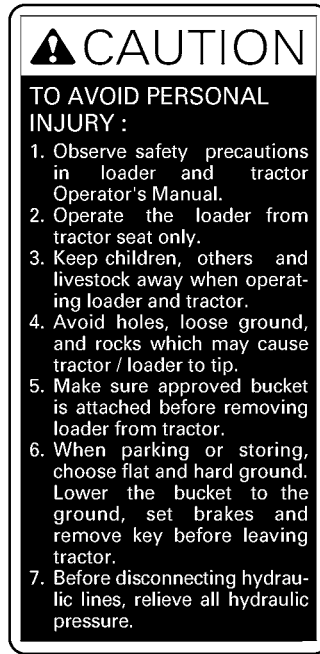 CAUTION
TO AVOID PERSONAL
INJURY :
1. Observe safety precautions
in loader and tractor
Operator's Manual.
2. Operate the loader from
tractor seat only.
3. Keep children, others and
livestock away when operat-
ing loader and tractor.
4. Avoid holes, loose ground,
and rocks which may cause
tractor / loader to tip.
5. Make sure approved bucket
is attached before removing
loader from tractor.
6. When parking or storing,
choose flat and hard ground.
Lower the bucket to the
ground, set brakes and
remove key before leaving
tractor.
7. Before disconnecting hydrau-
lic lines, relieve all hydraulic
pressure.